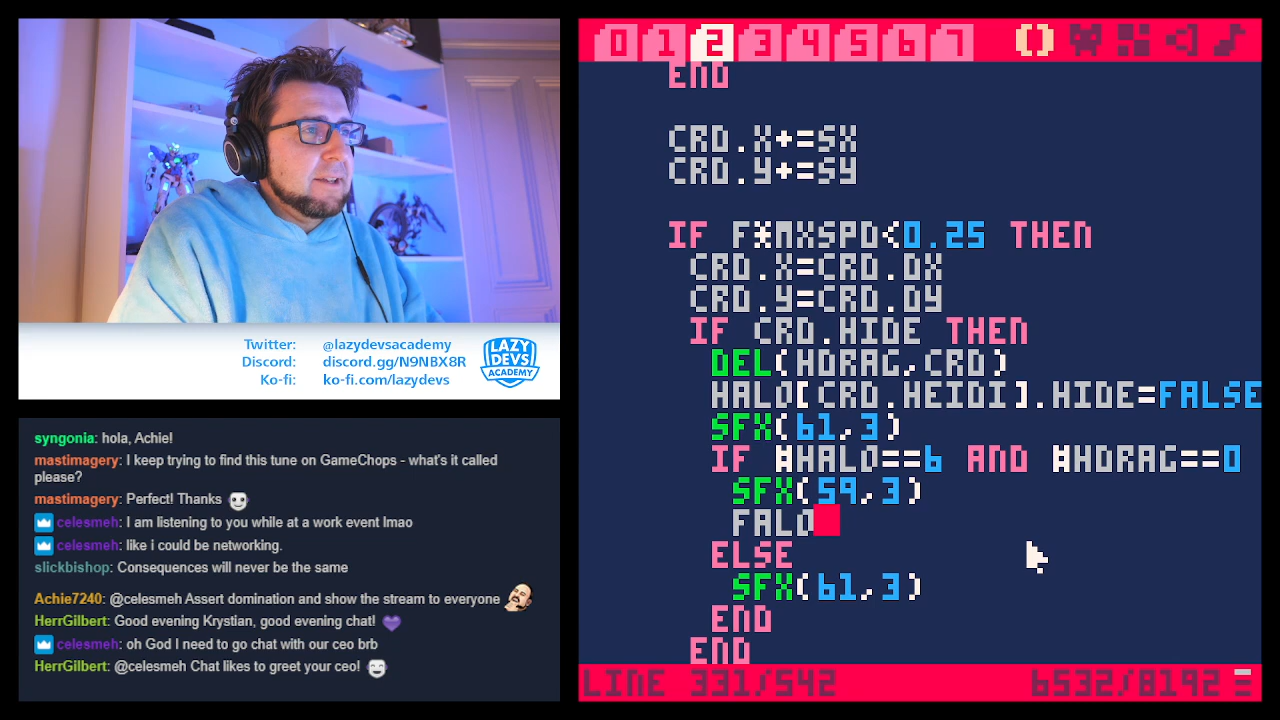 Twitter: @lazydevsacademy
Discord: discord.gg/N9NBX8R
Ko-fi: ko-fi.com/lazydevs
LAZY
DEVS
ACADEMY
syngonia: hola, Achie!
mastimagery: I keep trying to find this tune on GameChops - what's it called
please?
mastimagery: Perfect! Thanks
celesmeh: I am listening to you while at a work event lmao
celesmeh: like i could be networking.
slickbishop: Consequences will never be the same
Achie7240: @celesmeh Assert domination and show the stream to everyone
HerrGilbert: Good evening Krystian, good evening chat!
celesmeh: oh God I need to go chat with our ceo brb
HerrGilbert: @celesmeh Chat likes to greet your ceo!
0 1 2 3 4 5 6 7 ()
END
CRD.X+=SX
CRD.Y+=SY
IF F*MXSPD<0.25 THEN
CRD.X=CRD.DX
CRD.Y=CRD.DY
IF CRD.HIDE THEN
DEL(HDRAG,CRD)
HALO[CRD.HEIDI].HIDE=FALSE
SFX(61,3)
IF #HALO==6 AND #HDRAG==0
SFX(59,3)
FALO
ELSE
SFX(61,3)
END
END
LINE 331/542 6532/8192